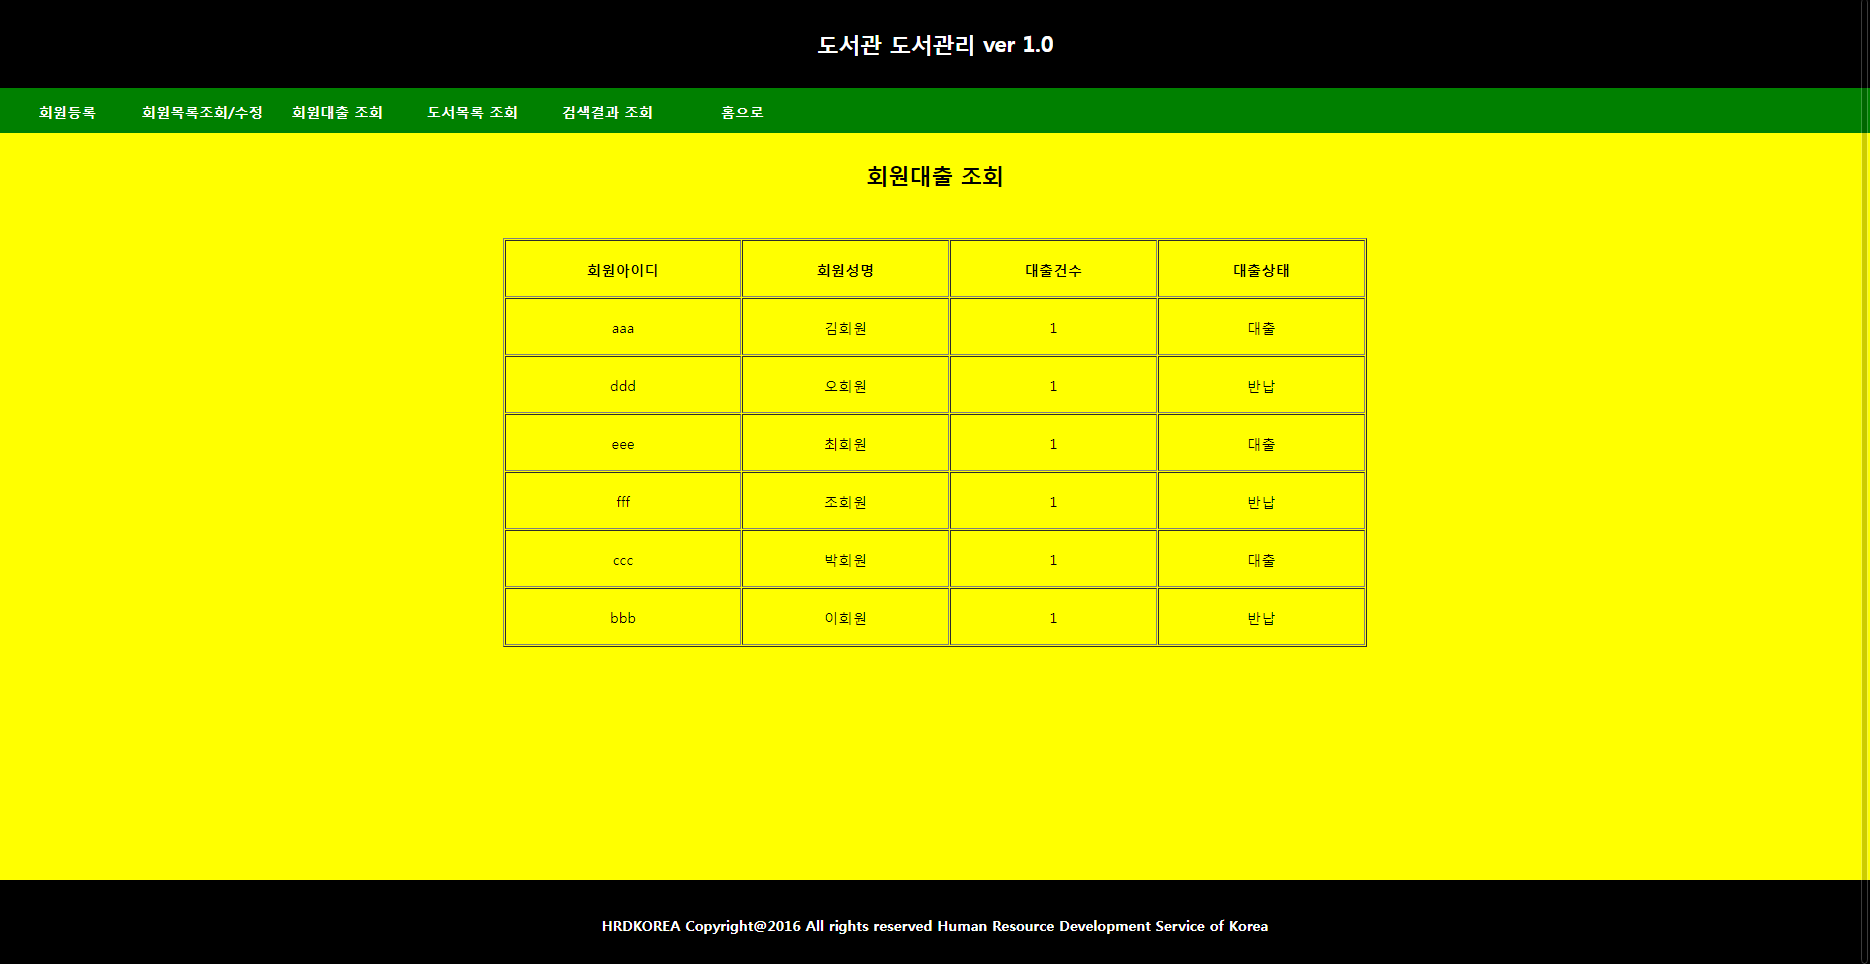 도서관 도서관리 ver 1.0
회원등록 회원목록조회/수정 회원대출 조회 도서목록 조회 검색결과 조회 홈으로
회원대출 조회
회원아이디 회원성명 대출건수 대출상태
aaa 김회원 1 대출
ddd 오회원 1 반납
eee 최회원 1 대출
fff 조회원 1 반납
ccc 박회원 1 대출
bbb 이회원 1 반납
HRDKOREA Copyright@2016 All rights reserved Human Resource Development Service of Korea